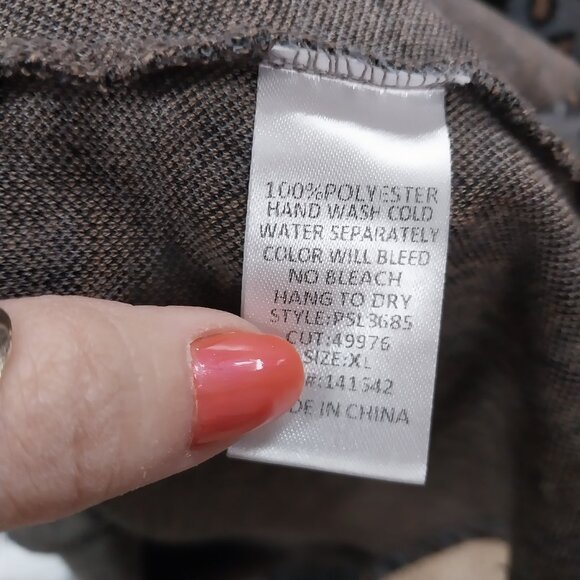 100%POLYESTER
HAND WASH COLD
WATER SEPARATELY
COLOR WILL BLEED
NO BLEACH
HANG TO DRY
STYLE:PSL3685
CUT:49976
SIZE:XL
#:141542
DE IN CHINA